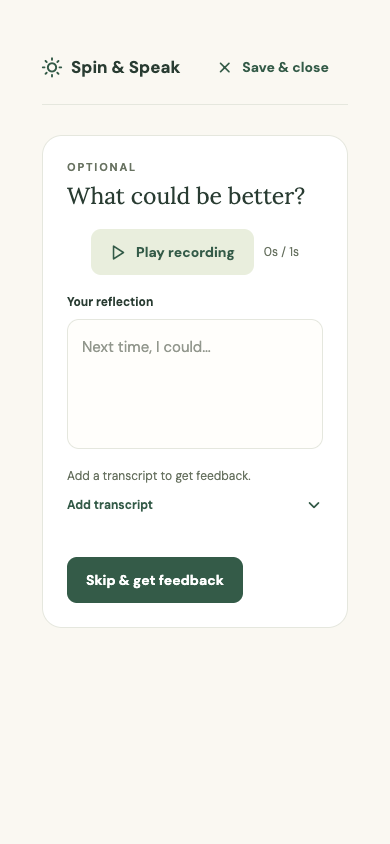 Spin & Speak
Save & close
OPTIONAL
What could be better?
Play recording
0s / 1s
Your reflection
Next time, I could…
Add a transcript to get feedback.
Add transcript
Skip & get feedback